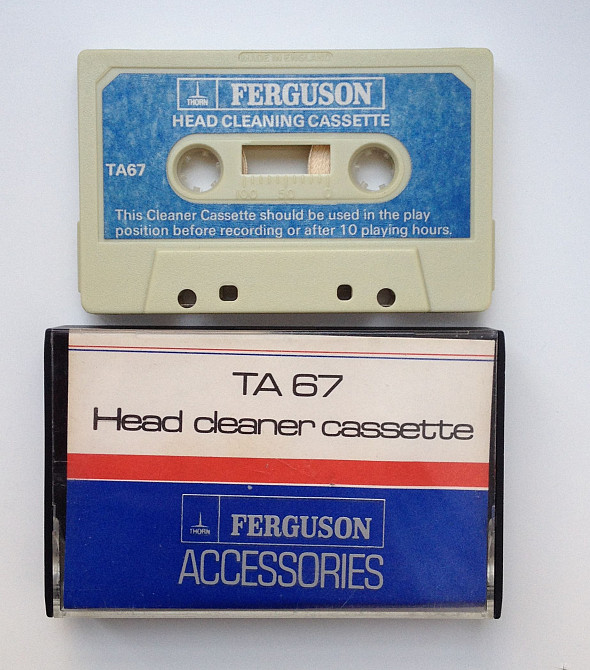 MADE IN ENGLAND
THORN FERGUSON
HEAD CLEANING CASSETTE
TA67
100 50 0
This Cleaner Cassette should be used in the play
position before recording or after 10 playing hours.
TA 67
Head cleaner cassette
THORN FERGUSON
ACCESSORIES